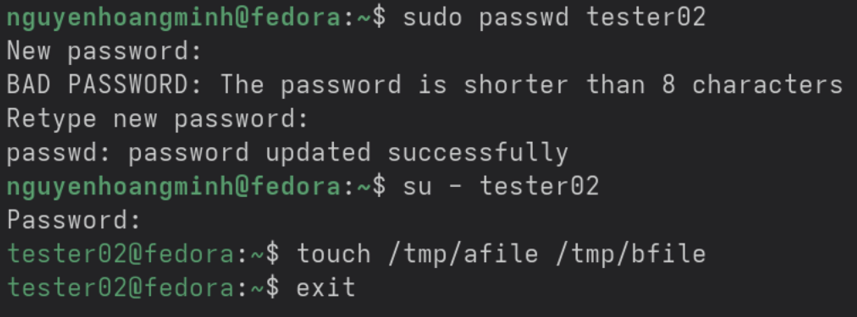 nguyenhoangminh@fedora:~$ sudo passwd tester02
New password:
BAD PASSWORD: The password is shorter than 8 characters
Retype new password:
passwd: password updated successfully
nguyenhoangminh@fedora:~$ su - tester02
Password:
tester02@fedora:~$ touch /tmp/afile /tmp/bfile
tester02@fedora:~$ exit